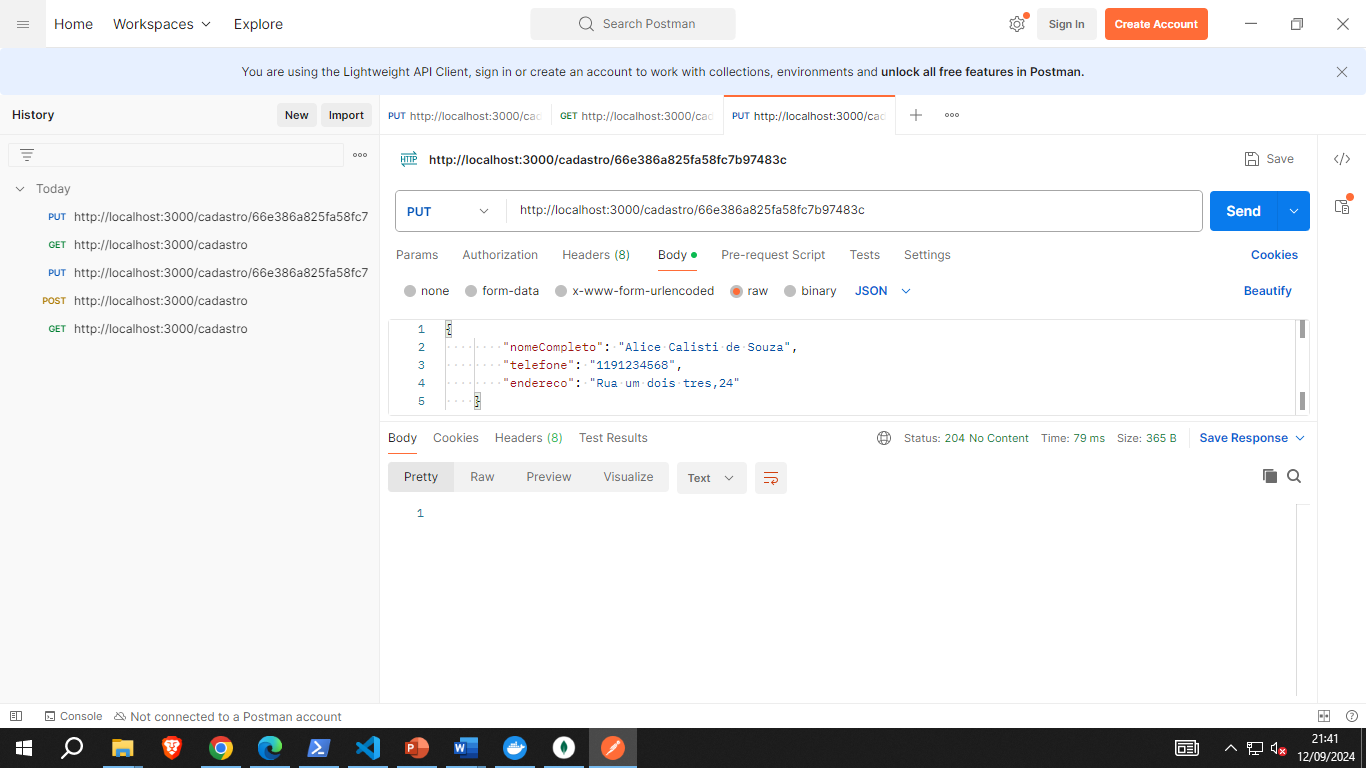 Home Workspaces Explore Search Postman Sign In Create Account
You are using the Lightweight API Client, sign in or create an account to work with collections, environments and unlock all free features in Postman.
History New Import
PUT http://localhost:3000/cad GET http://localhost:3000/cad PUT http://localhost:3000/cad
HTTP http://localhost:3000/cadastro/66e386a825fa58fc7b97483c Save
Today
PUT http://localhost:3000/cadastro/66e386a825fa58fc7
GET http://localhost:3000/cadastro
PUT http://localhost:3000/cadastro/66e386a825fa58fc7
POST http://localhost:3000/cadastro
GET http://localhost:3000/cadastro
PUT http://localhost:3000/cadastro/66e386a825fa58fc7b97483c Send
Params Authorization Headers (8) Body Pre-request Script Tests Settings Cookies
none form-data x-www-form-urlencoded raw binary JSON Beautify
1 {
2 "nomeCompleto": "Alice Calisti de Souza",
3 "telefone": "1191234568",
4 "endereco": "Rua um dois tres,24"
5 }
Body Cookies Headers (8) Test Results Status: 204 No Content Time: 79 ms Size: 365 B Save Response
Pretty Raw Preview Visualize Text
1
Console Not connected to a Postman account
21:41
12/09/2024